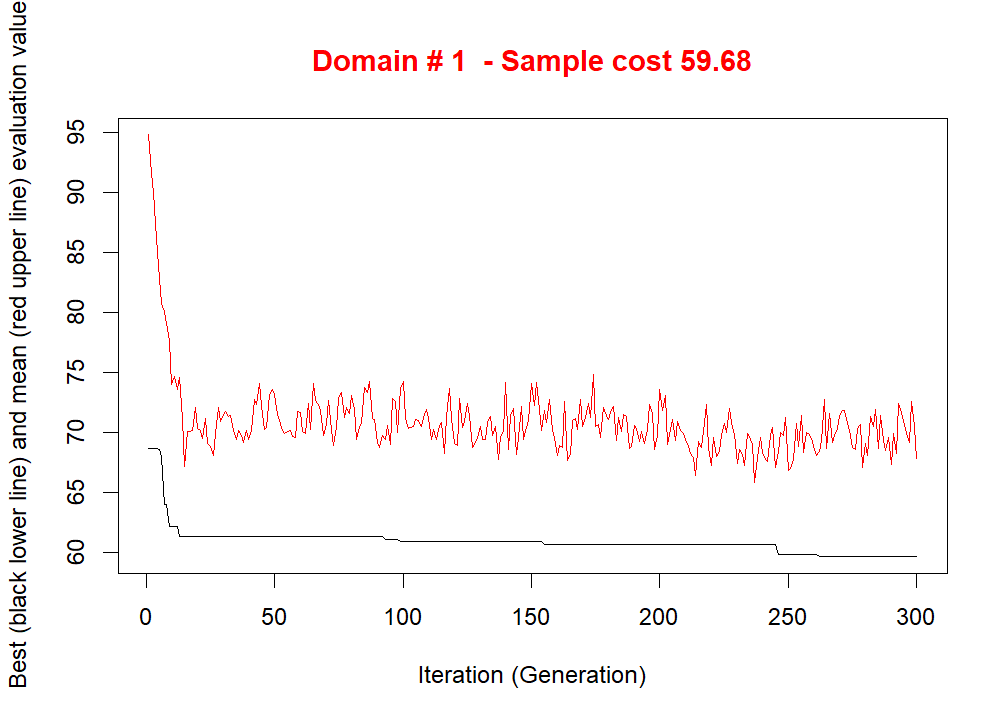 Domain # 1 - Sample cost 59.68
Best (black lower line) and mean (red upper line) evaluation value
95
90
85
80
75
70
65
60
0 50 100 150 200 250 300
Iteration (Generation)